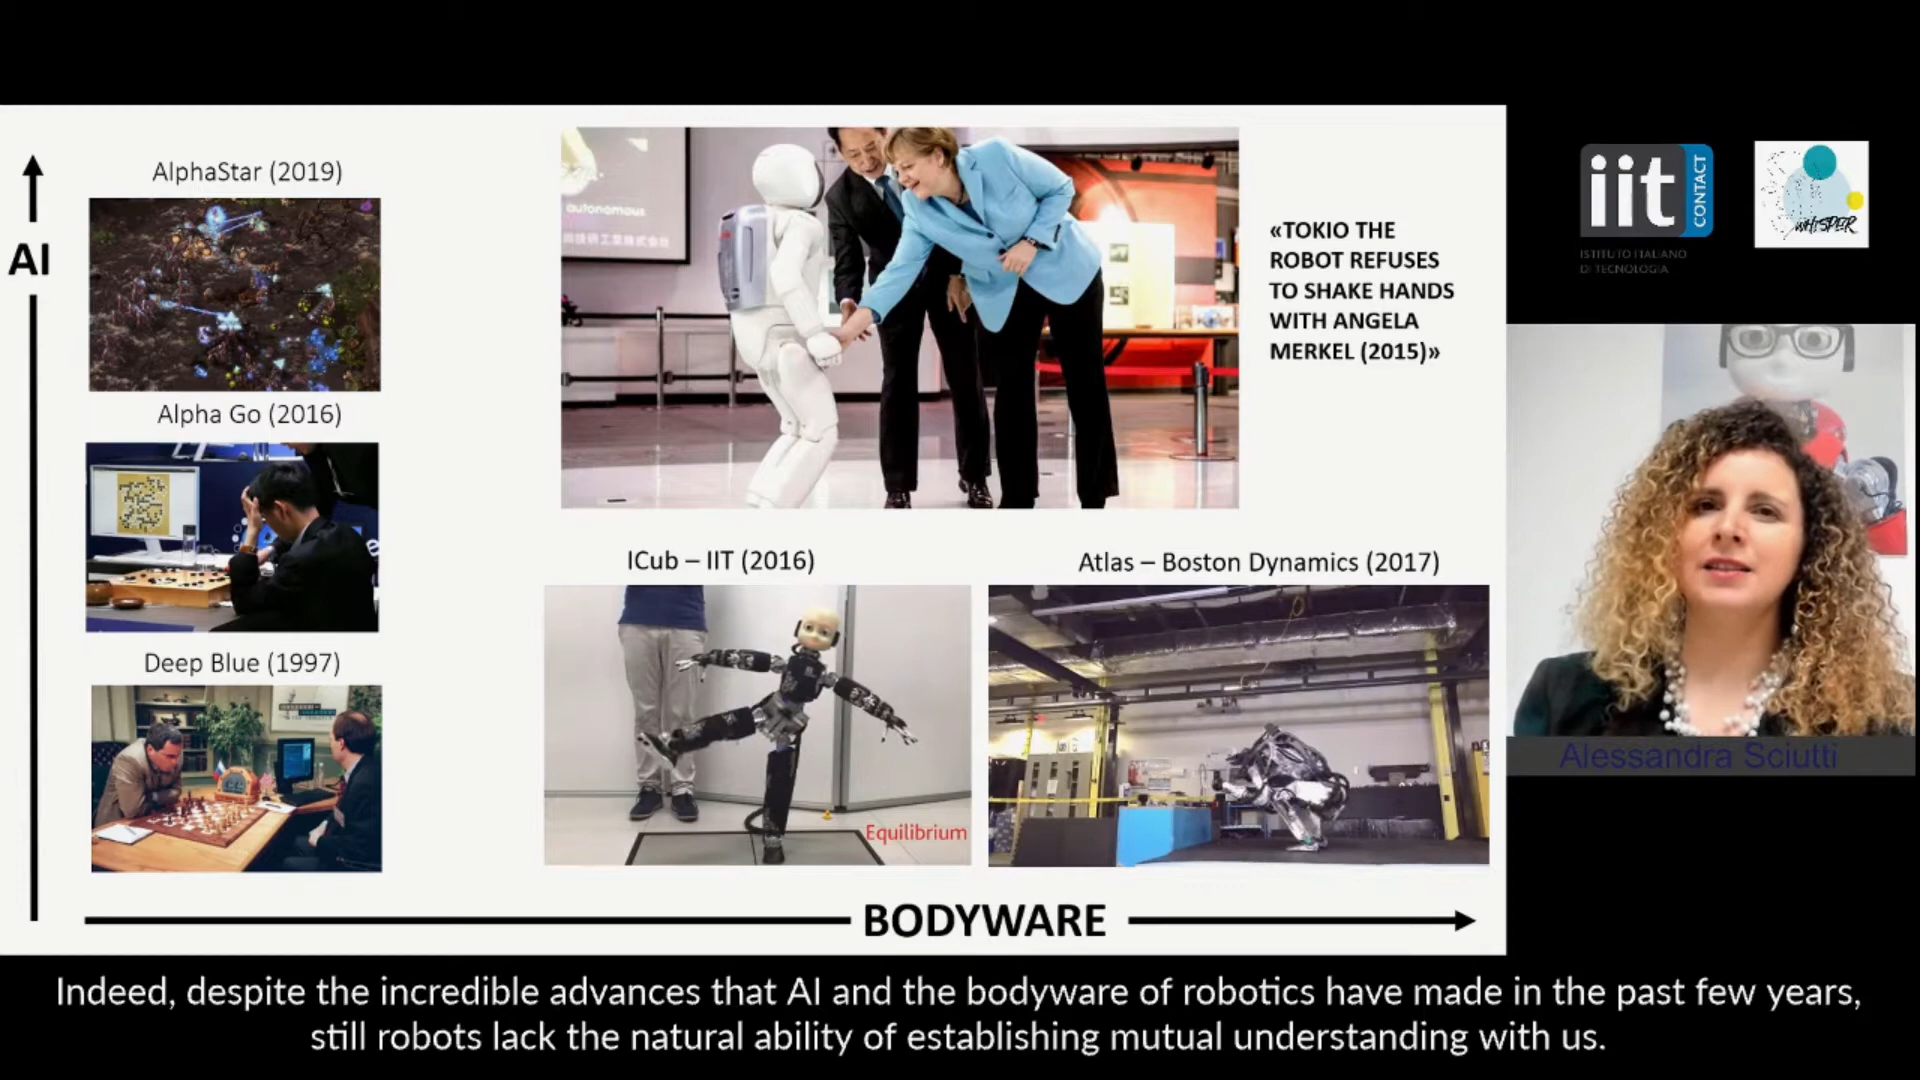 AlphaStar (2019)
AI
Alpha Go (2016)
Deep Blue (1997)
autonomous
«TOKIO THE
ROBOT REFUSES
TO SHAKE HANDS
WITH ANGELA
MERKEL (2015)»
ICub – IIT (2016)
Equilibrium
Atlas – Boston Dynamics (2017)
BODYWARE
iit
CONTACT
ISTITUTO ITALIANO
DI TECNOLOGIA
WHISPER
Alessandra Sciutti
Indeed, despite the incredible advances that AI and the bodyware of robotics have made in the past few years,
still robots lack the natural ability of establishing mutual understanding with us.